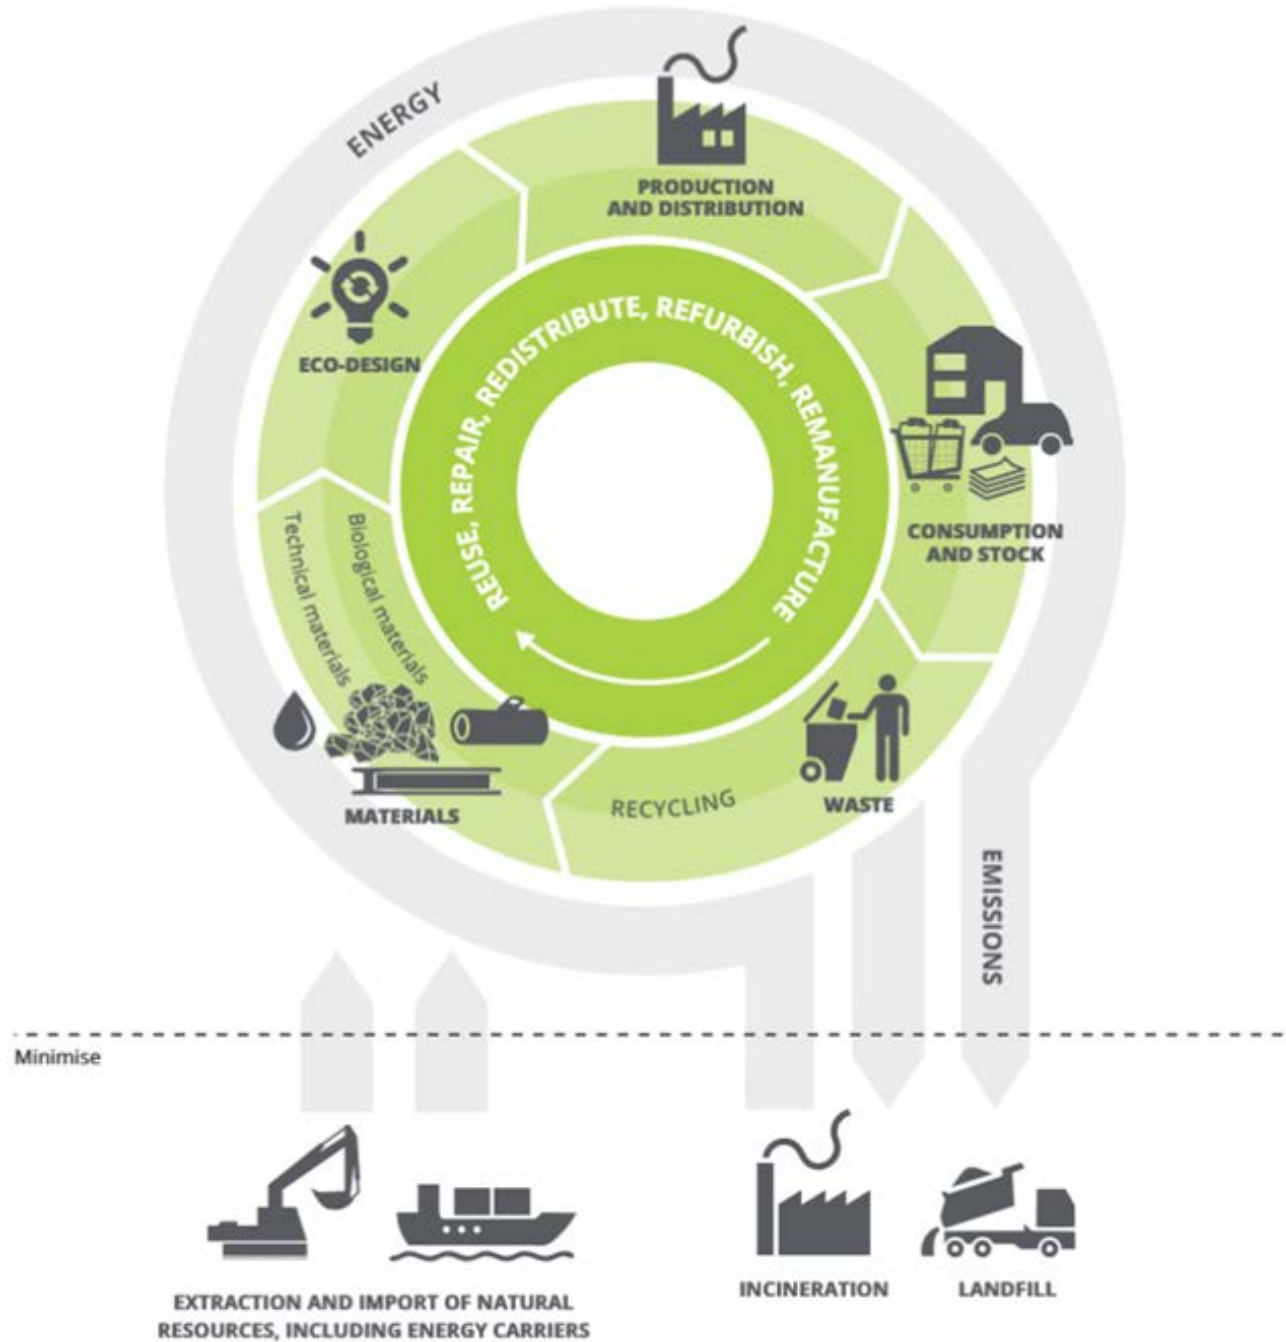 ENERGY
PRODUCTION
AND DISTRIBUTION
ECO-DESIGN
REUSE, REPAIR, REDISTRIBUTE, REFURBISH, REMANUFACTURE
CONSUMPTION
AND STOCK
Technical materials
Biological materials
MATERIALS
RECYCLING
WASTE
EMISSIONS
Minimise
EXTRACTION AND IMPORT OF NATURAL
RESOURCES, INCLUDING ENERGY CARRIERS
INCINERATION
LANDFILL